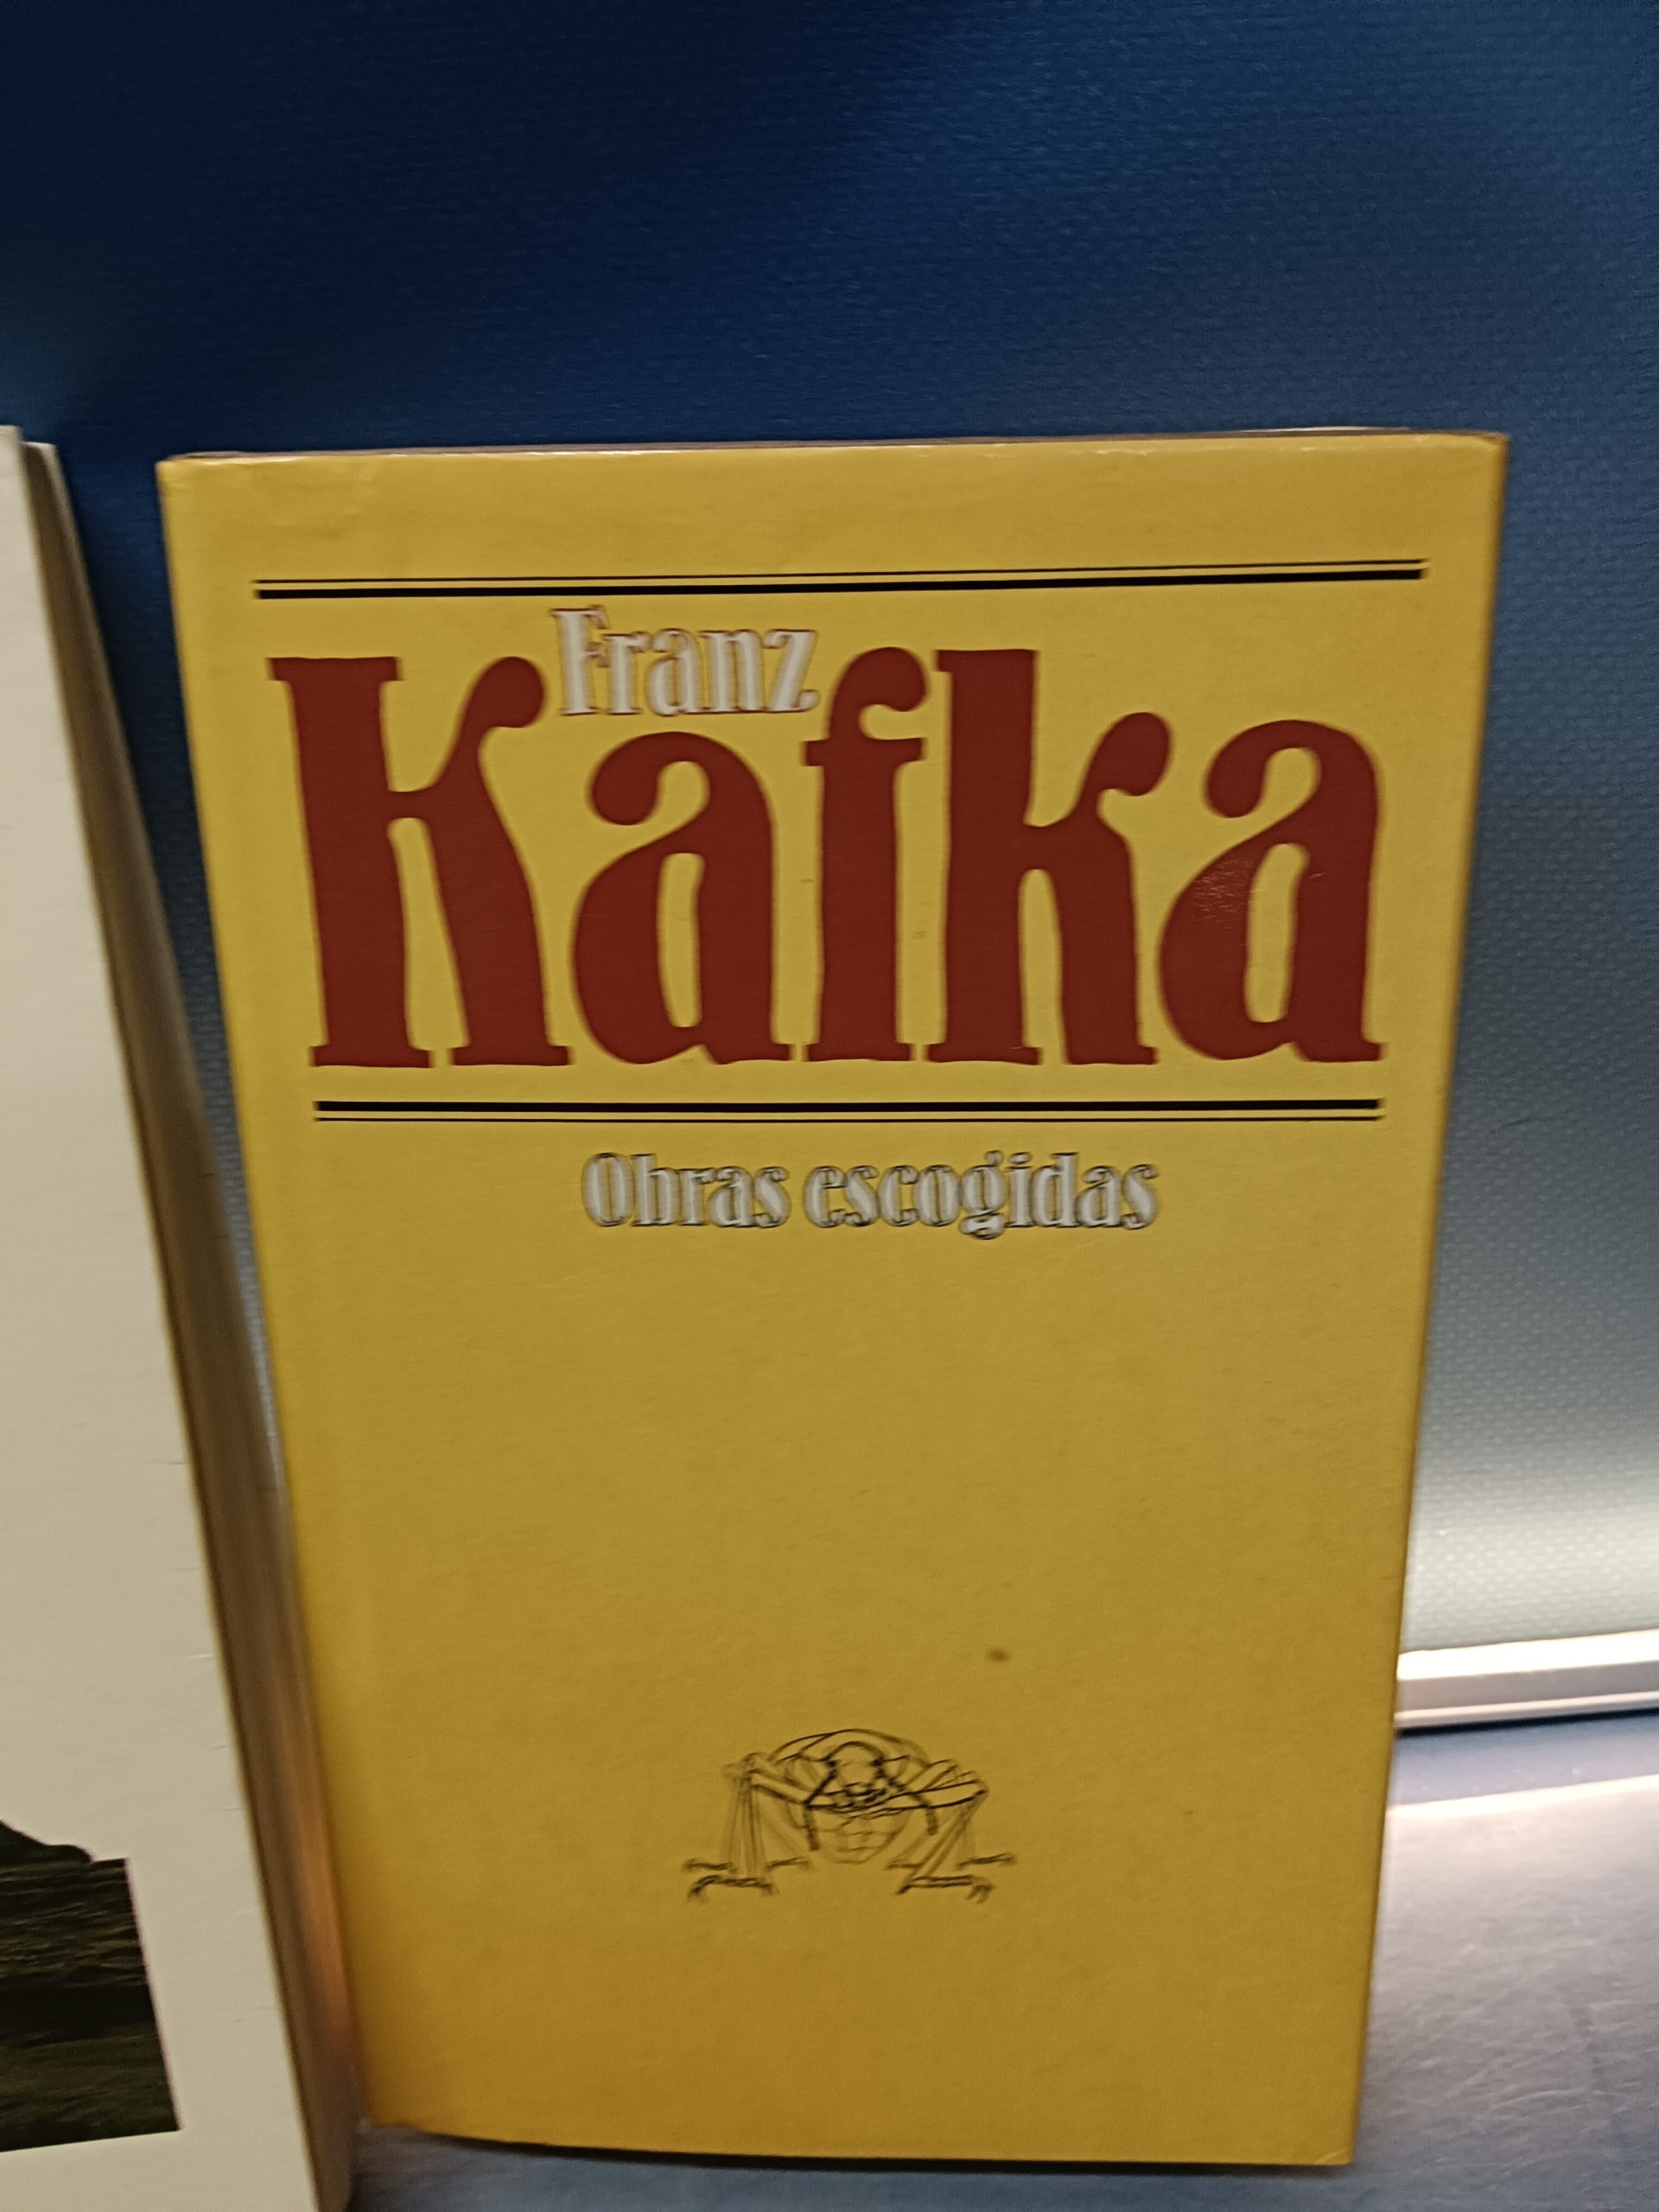 Franz
Kafka
Obras escogidas